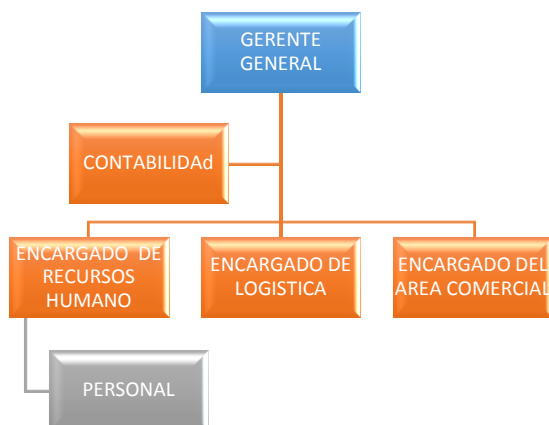 GERENTE
GENERAL
CONTABILIDAd
ENCARGADO DE
RECURSOS
HUMANO
ENCARGADO DE
LOGISTICA
ENCARGADO DEL
AREA COMERCIAL
PERSONAL